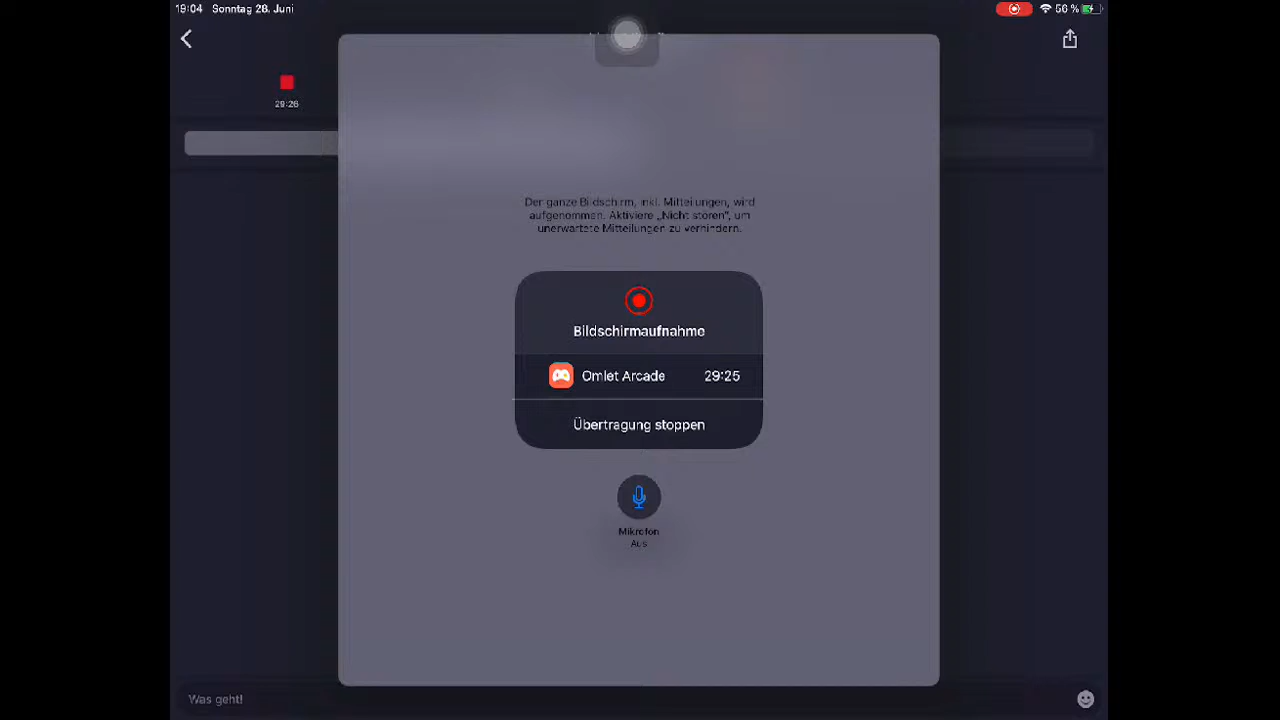 19:04 Sonntag 28. Juni
56 %
29:26
Der ganze Bildschirm, inkl. Mitteilungen, wird
aufgenommen. Aktiviere „Nicht stören“, um
unerwartete Mitteilungen zu verhindern.
Bildschirmaufnahme
Omlet Arcade 29:25
Übertragung stoppen
Mikrofon
Aus
Was geht!